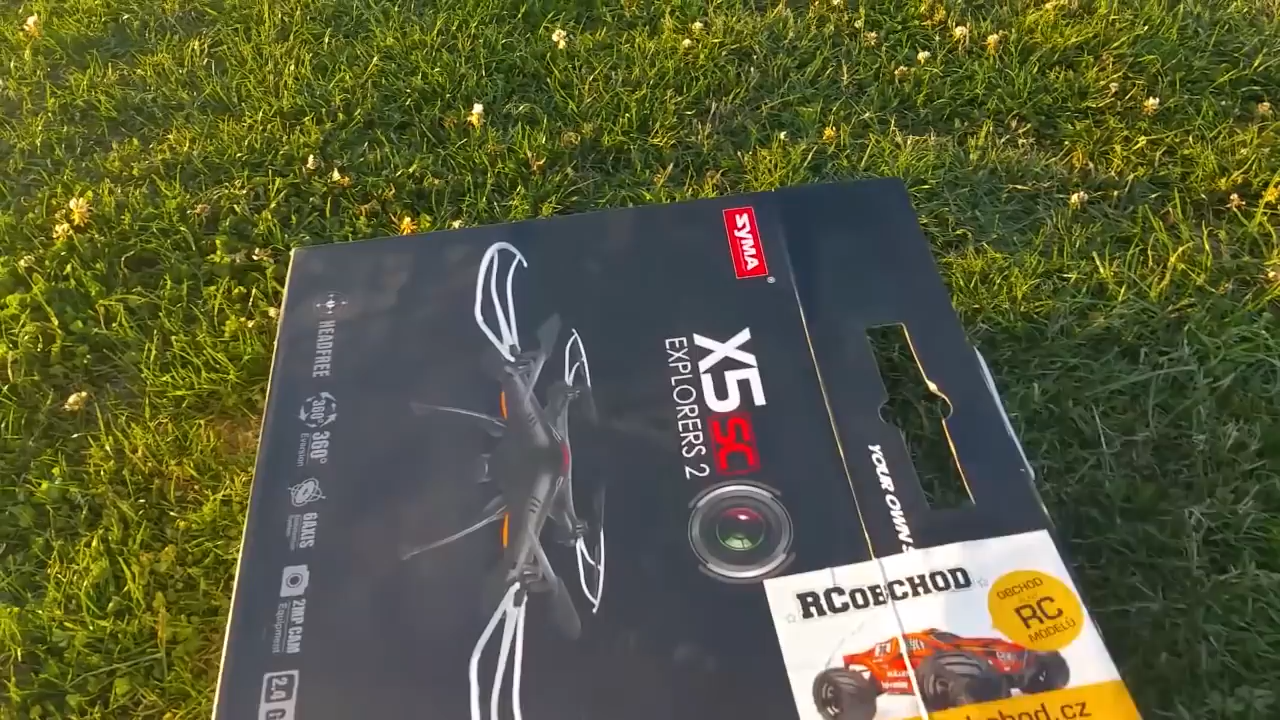 SYMA®
X5SC
EXPLORERS 2
HEADFREE
360°
360°
Eversion
6AXIS
2MP CAM
Equipment
2.4
YOUR OWN
RCOBCHOD
OBCHOD
RC
MODELŮ